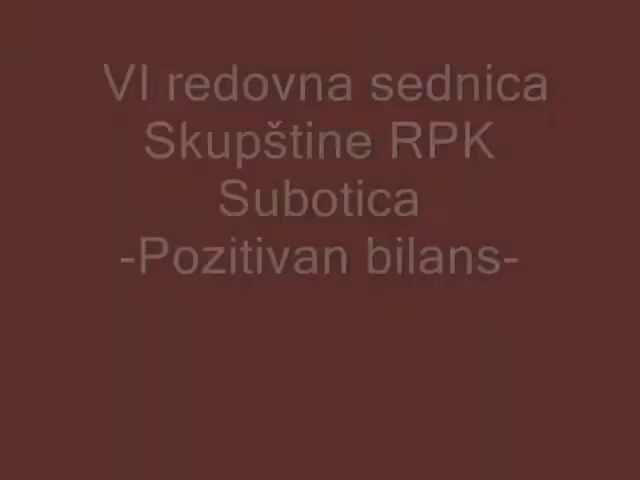 VI redovna sednica
Skupštine RPK
Subotica
-Pozitivan bilans-